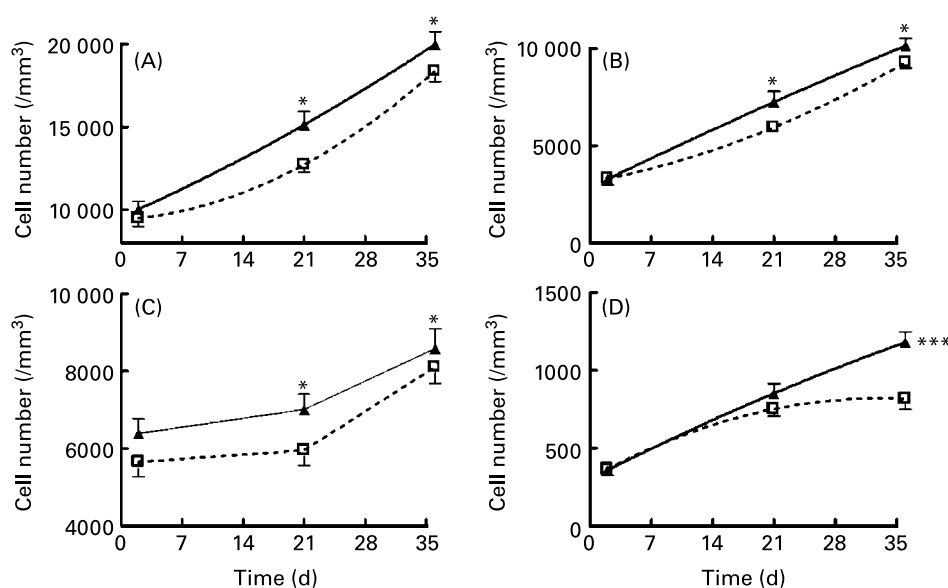 (A)
Cell number (/mm³)
20 000
15 000
10 000
*
*
0 7 14 21 28 35
(B)
Cell number (/mm³)
10 000
5000
0
*
*
0 7 14 21 28 35
(C)
Cell number (/mm³)
10 000
8000
6000
4000
*
*
0 7 14 21 28 35
Time (d)
(D)
Cell number (/mm³)
1500
1000
500
0
***
0 7 14 21 28 35
Time (d)